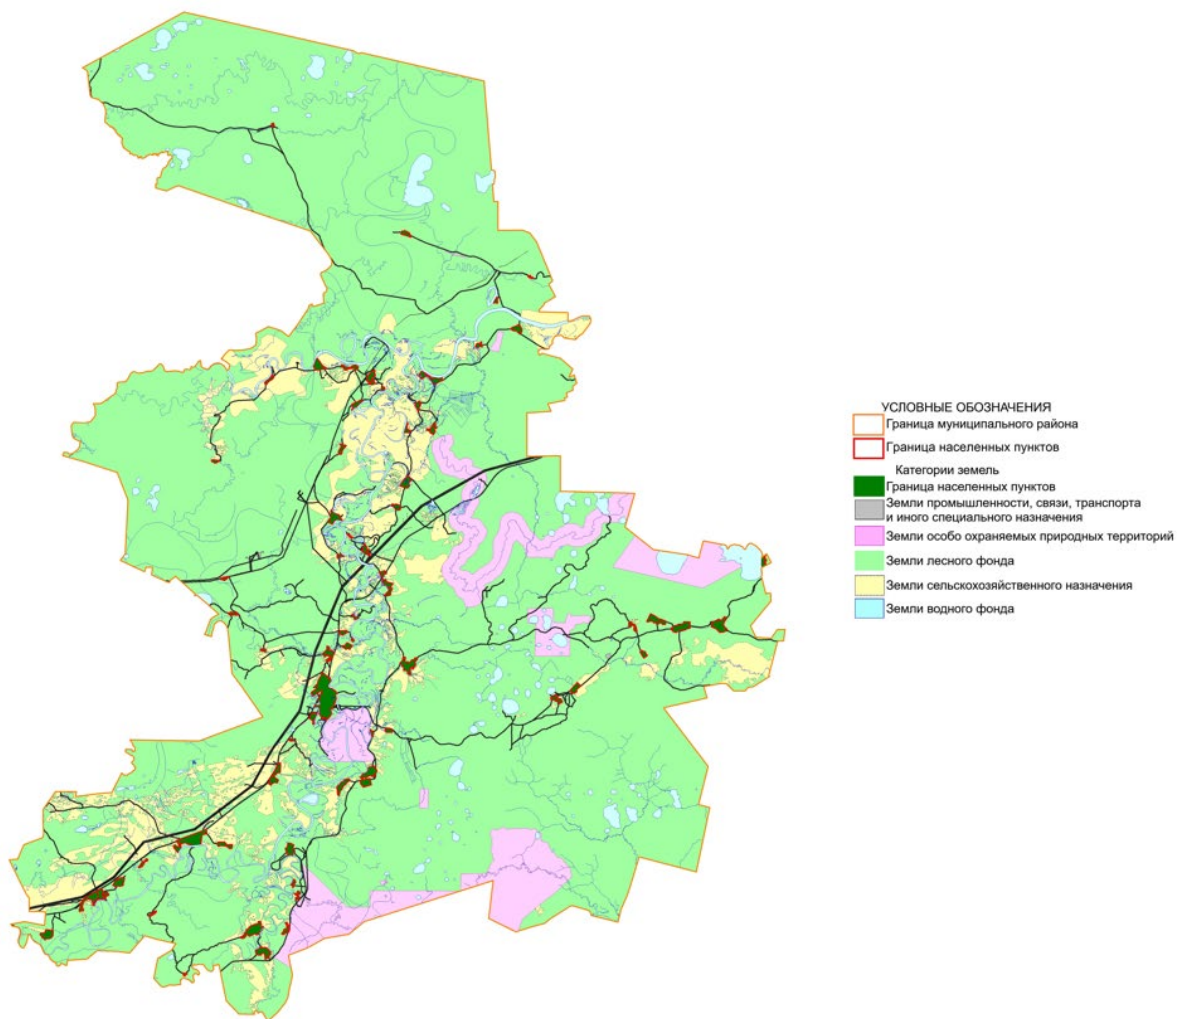 УСЛОВНЫЕ ОБОЗНАЧЕНИЯ
Граница муниципального района
Граница населенных пунктов
Категории земель
Граница населенных пунктов
Земли промышленности, связи, транспорта
и иного специального назначения
Земли особо охраняемых природных территорий
Земли лесного фонда
Земли сельскохозяйственного назначения
Земли водного фонда